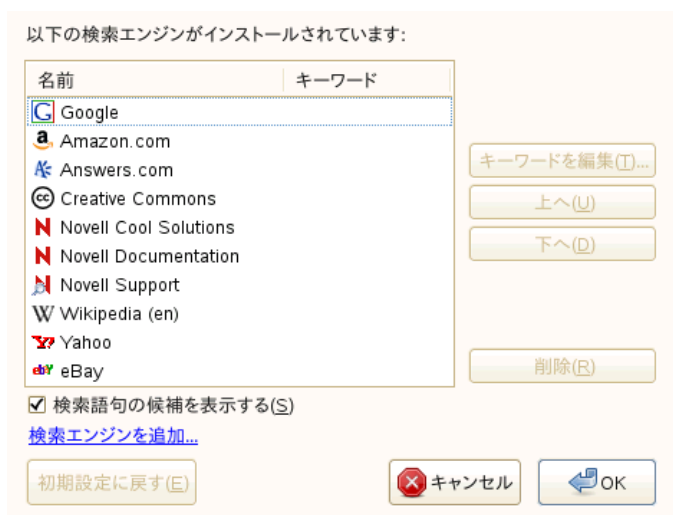 以下の検索エンジンがインストールされています:
名前 キーワード
Google
Amazon.com
Answers.com
Creative Commons
Novell Cool Solutions
Novell Documentation
Novell Support
Wikipedia (en)
Yahoo
eBay
キーワードを編集(T)...
上へ(U)
下へ(D)
削除(R)
検索語句の候補を表示する(S)
検索エンジンを追加...
初期設定に戻す(E) キャンセル OK